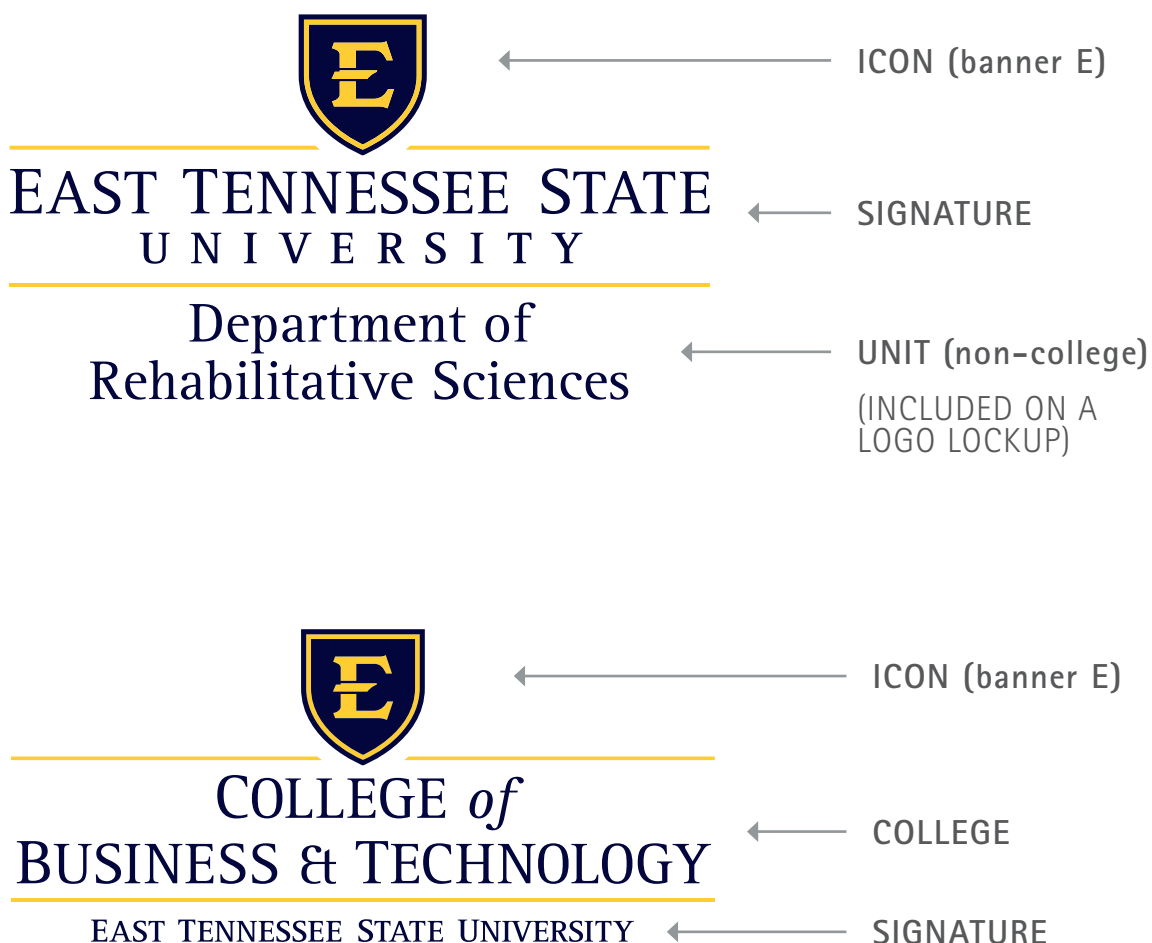 E
ICON (banner E)
EAST TENNESSEE STATE
UNIVERSITY
SIGNATURE
Department of
Rehabilitative Sciences
UNIT (non-college)
(INCLUDED ON A
LOGO LOCKUP)
E
ICON (banner E)
COLLEGE of
BUSINESS & TECHNOLOGY
COLLEGE
EAST TENNESSEE STATE UNIVERSITY
SIGNATURE